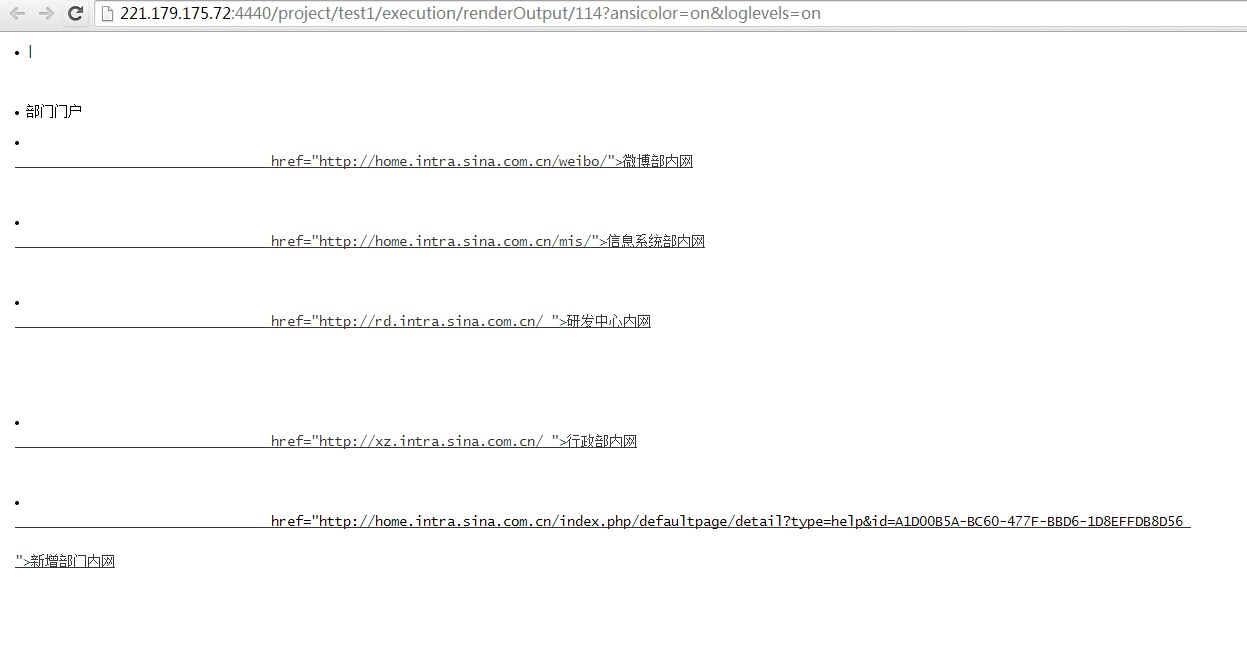 221.179.175.72:4440/project/test1/execution/renderOutput/114?ansicolor=on&loglevels=on
• |
• 部门门户
•
href="http://home.intra.sina.com.cn/weibo/">微博部内网
•
href="http://home.intra.sina.com.cn/mis/">信息系统部内网
•
href="http://rd.intra.sina.com.cn/ ">研发中心内网
•
href="http://xz.intra.sina.com.cn/ ">行政部内网
•
href="http://home.intra.sina.com.cn/index.php/defaultpage/detail?type=help&id=A1D00B5A-BC60-477F-BBD6-1D8EFFDB8D56
">新增部门内网